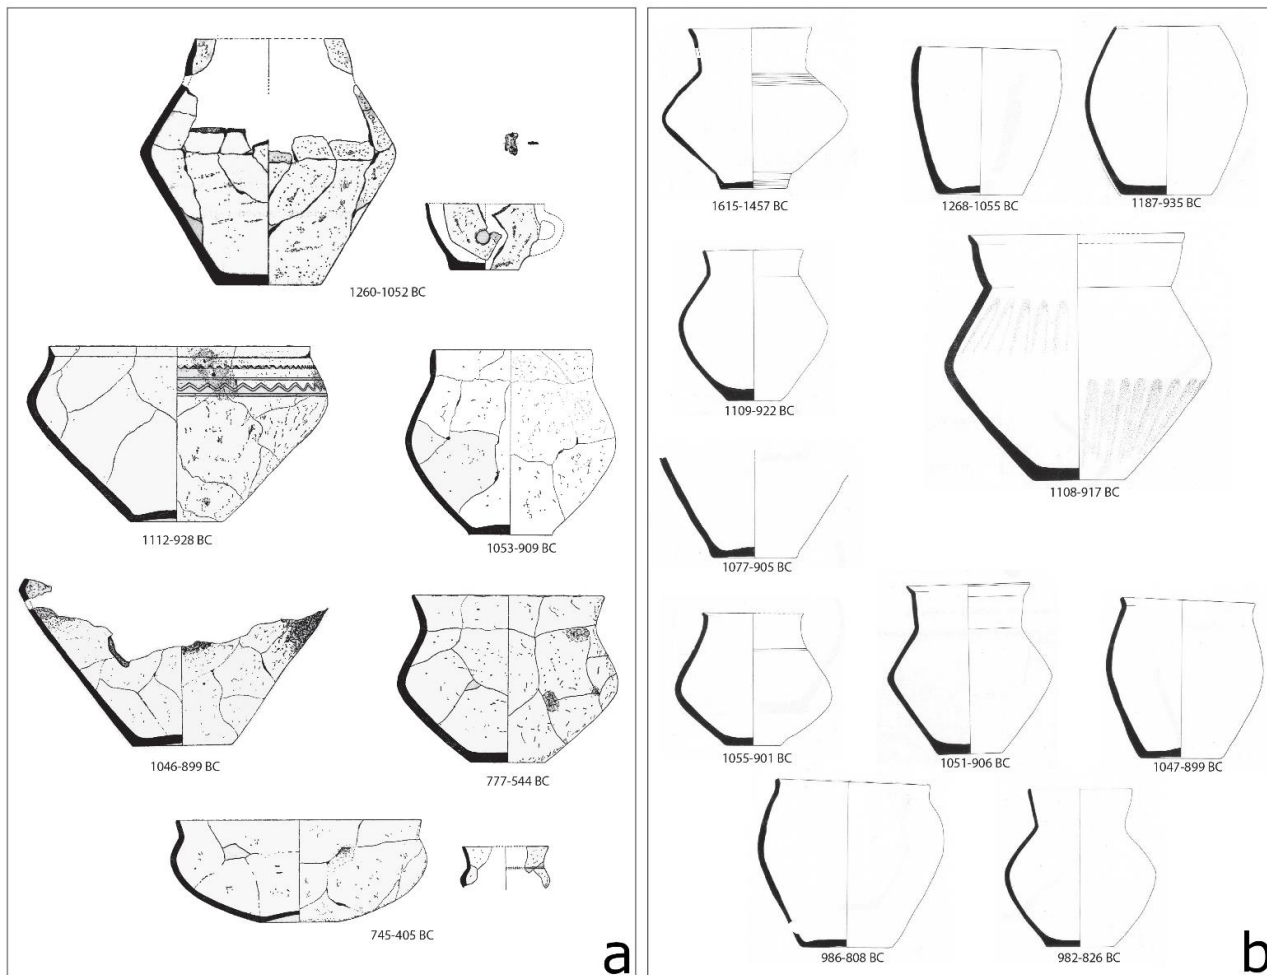 1260-1052 BC
1112-928 BC
1053-909 BC
1046-899 BC
777-544 BC
745-405 BC
a
1615-1457 BC
1268-1055 BC
1187-935 BC
1109-922 BC
1108-917 BC
1077-905 BC
1055-901 BC
1051-906 BC
1047-899 BC
986-808 BC
982-826 BC
b